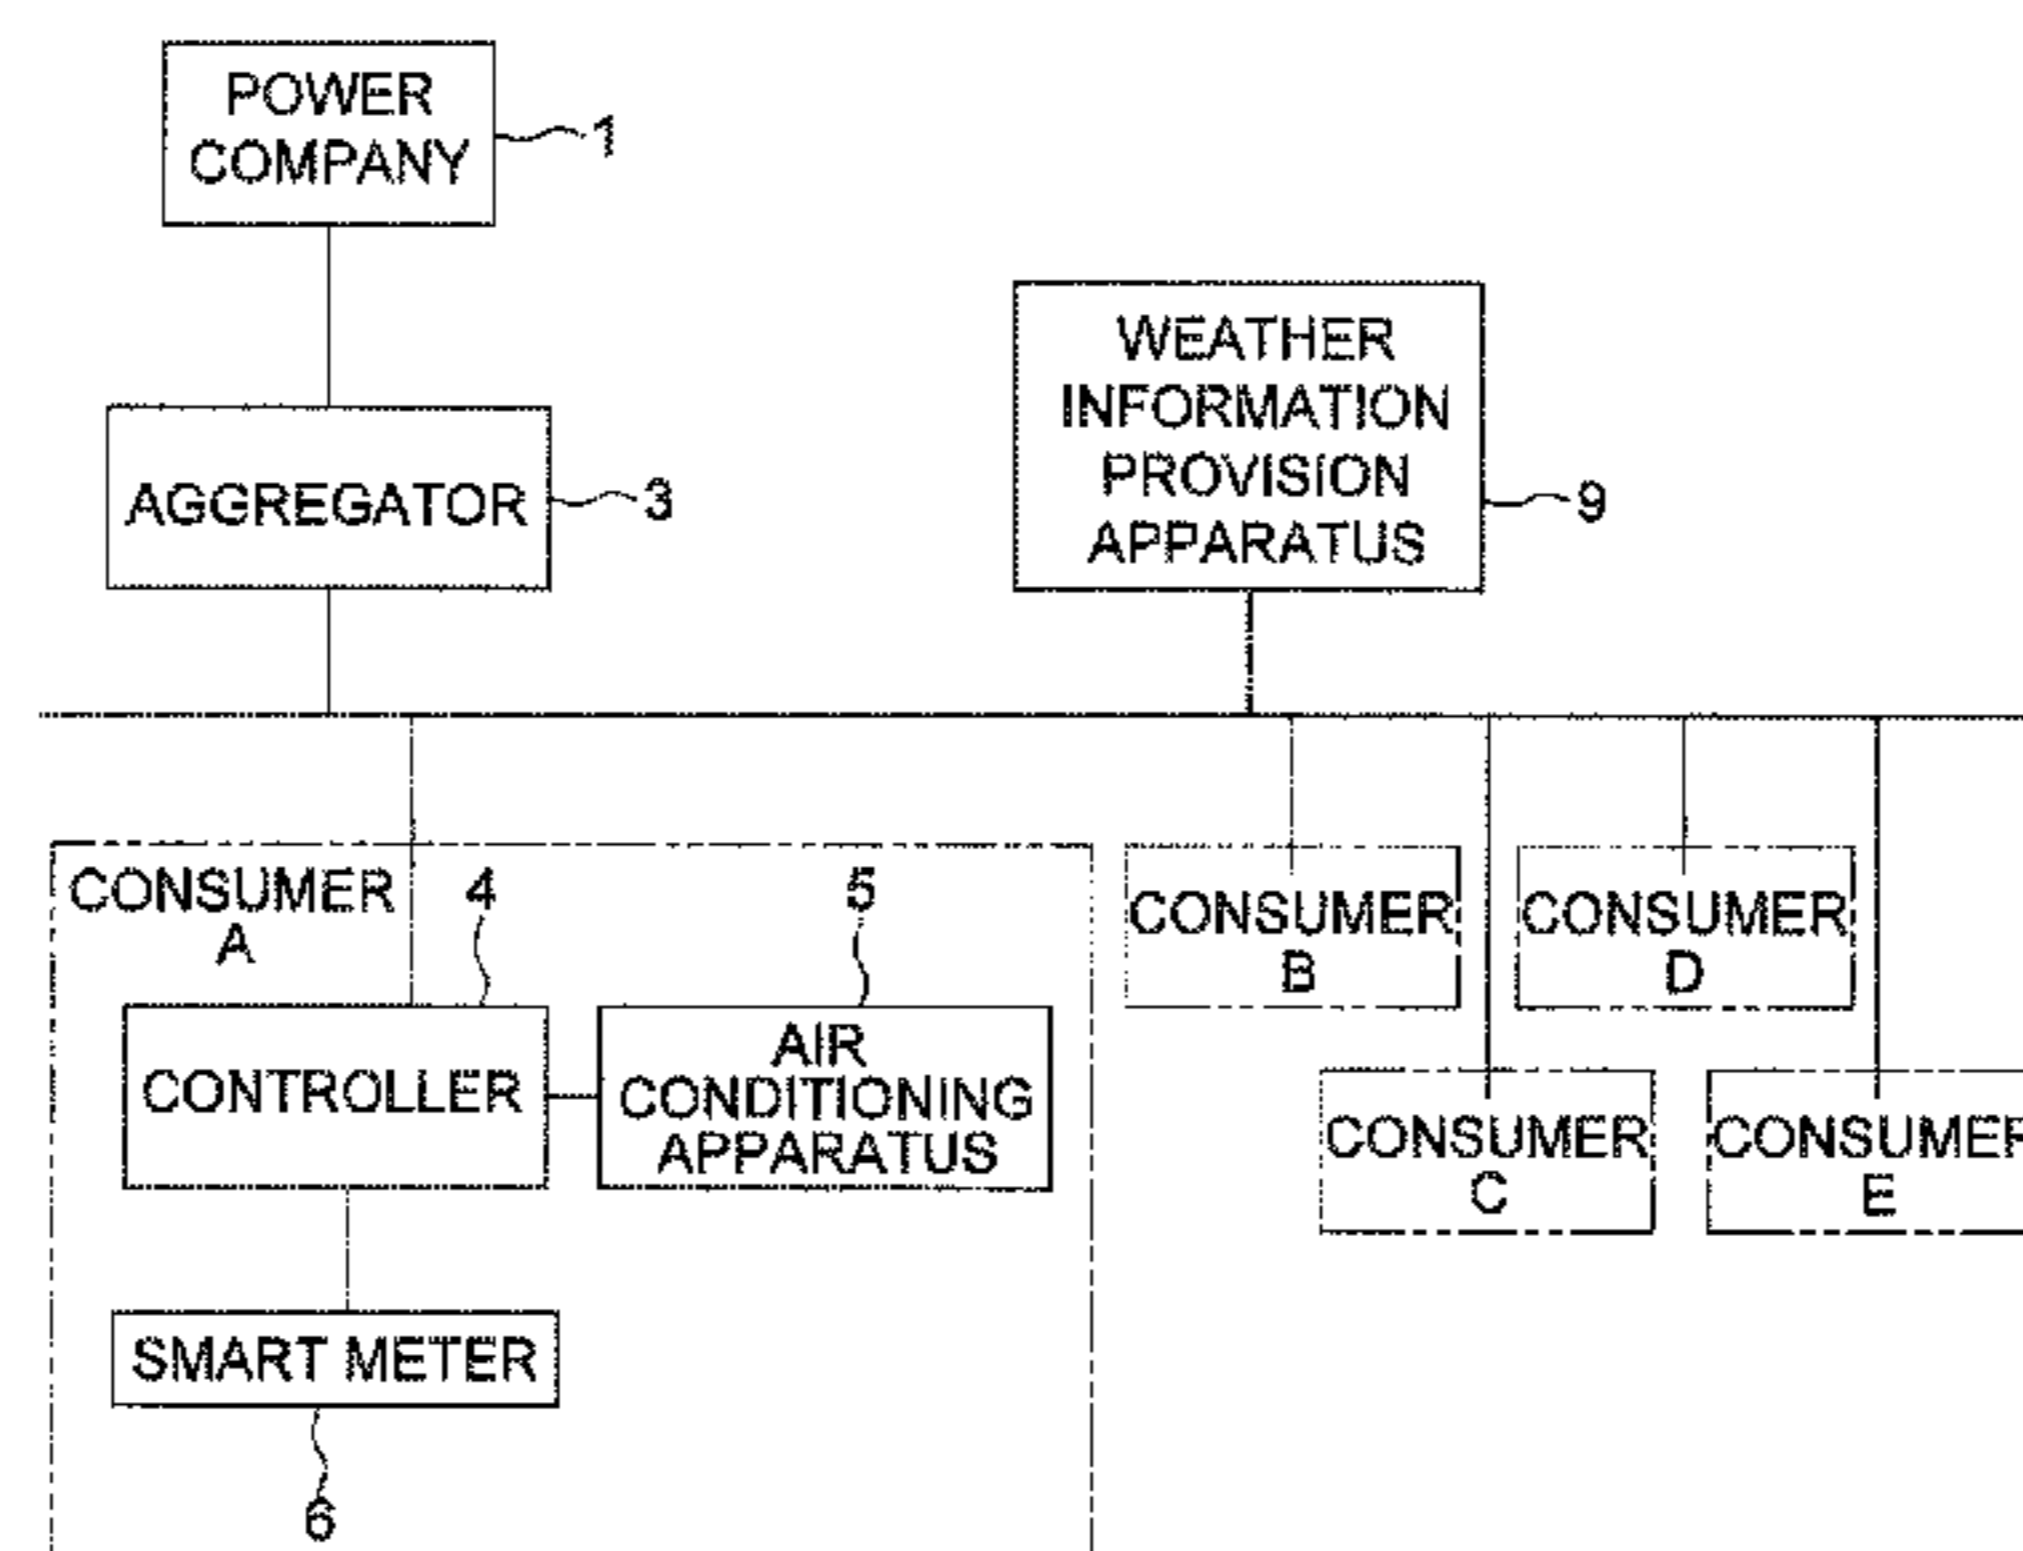 POWER
COMPANY
1
AGGREGATOR
3
WEATHER
INFORMATION
PROVISION
APPARATUS
9
CONSUMER
A
4
5
CONTROLLER
AIR
CONDITIONING
APPARATUS
SMART METER
6
CONSUMER
B
CONSUMER
D
CONSUMER
C
CONSUMER
E